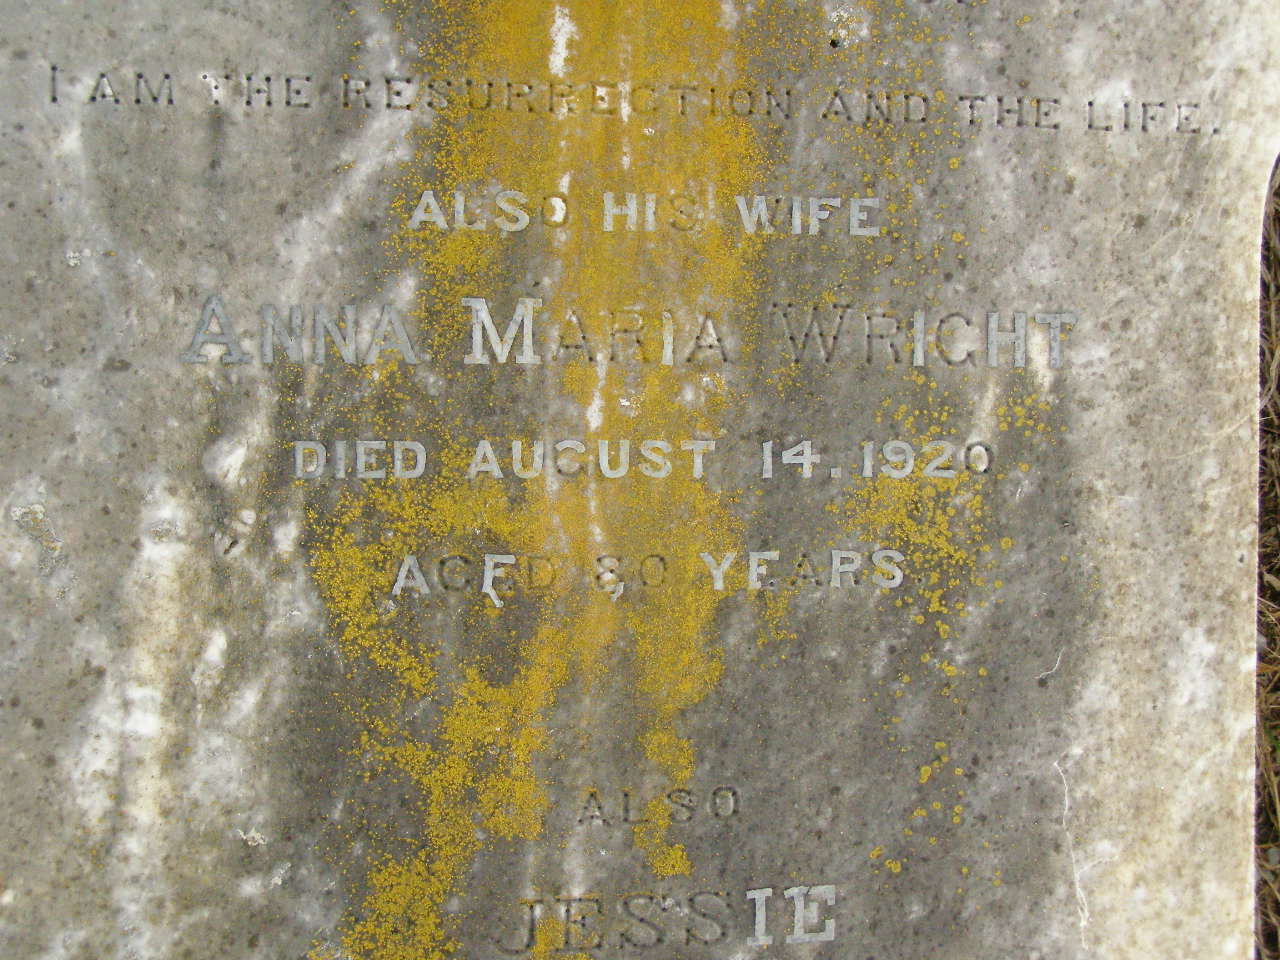 I AM THE RESURRECTION AND THE LIFE.
ALSO HIS WIFE
ANNA MARIA WRIGHT
DIED AUGUST 14. 1920
AGED 80 YEARS
ALSO
JESSIE